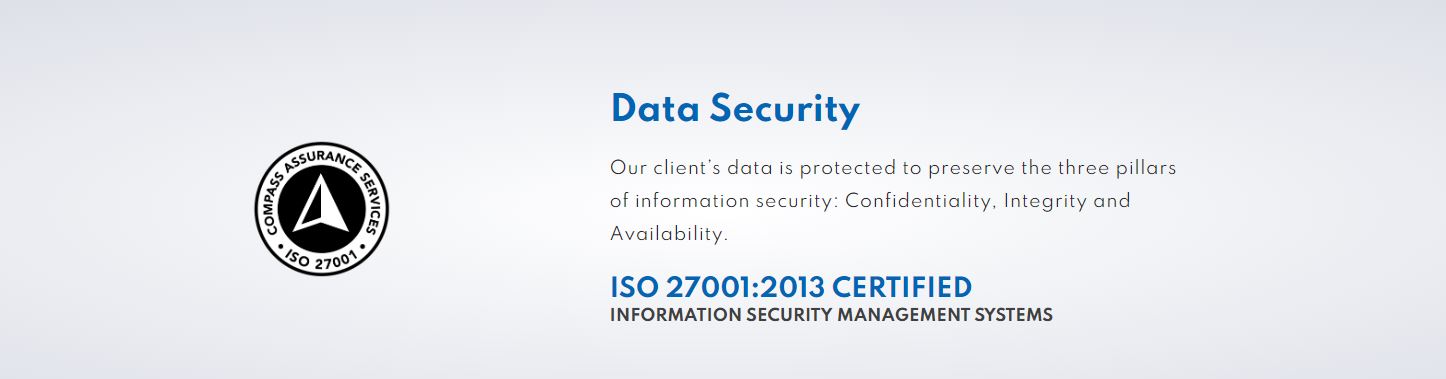 COMPASS ASSURANCE SERVICES
• ISO 27001 •
Data Security
Our client’s data is protected to preserve the three pillars
of information security: Confidentiality, Integrity and
Availability.
ISO 27001:2013 CERTIFIED
INFORMATION SECURITY MANAGEMENT SYSTEMS